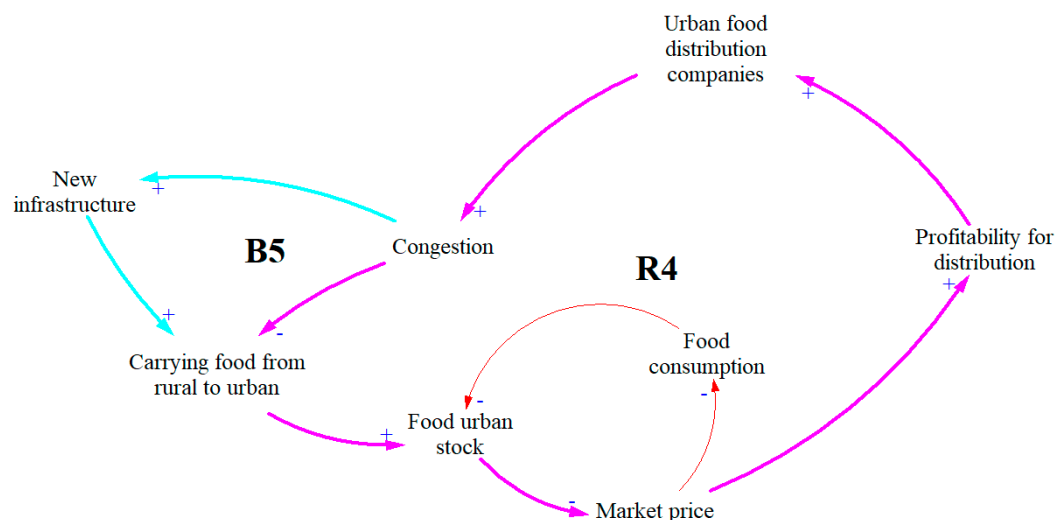 Urban food
distribution
companies
+
+
New
infrastructure
+
+
Congestion
B5
R4
Profitability for
distribution
+
+
-
Carrying food from
rural to urban
Food
consumption
-
-
+
Food urban
stock
-
Market price